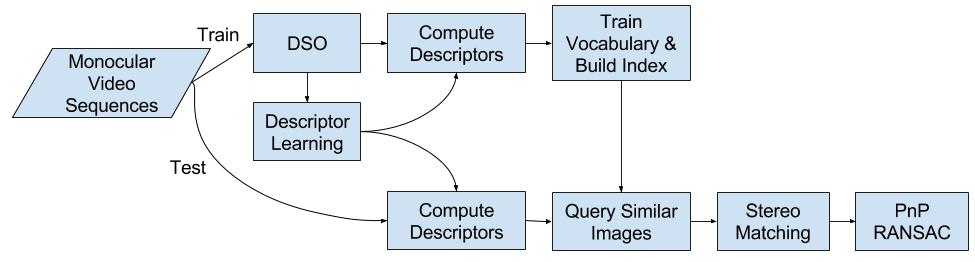 Monocular
Video
Sequences
Train
DSO
Compute
Descriptors
Train
Vocabulary &
Build Index
Descriptor
Learning
Test
Compute
Descriptors
Query Similar
Images
Stereo
Matching
PnP
RANSAC